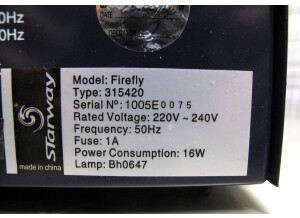 0Hz
0Hz
DATE
Starway
made in china
Model: Firefly
Type: 315420
Serial Nº: 1005E0075
Rated Voltage: 220V ~ 240V
Frequency: 50Hz
Fuse: 1A
Power Consumption: 16W
Lamp: Bh0647